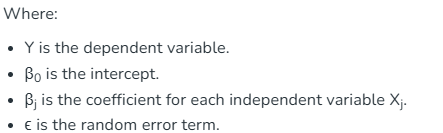 Where:
• Y is the dependent variable.
• β₀ is the intercept.
• βⱼ is the coefficient for each independent variable Xⱼ.
• ϵ is the random error term.